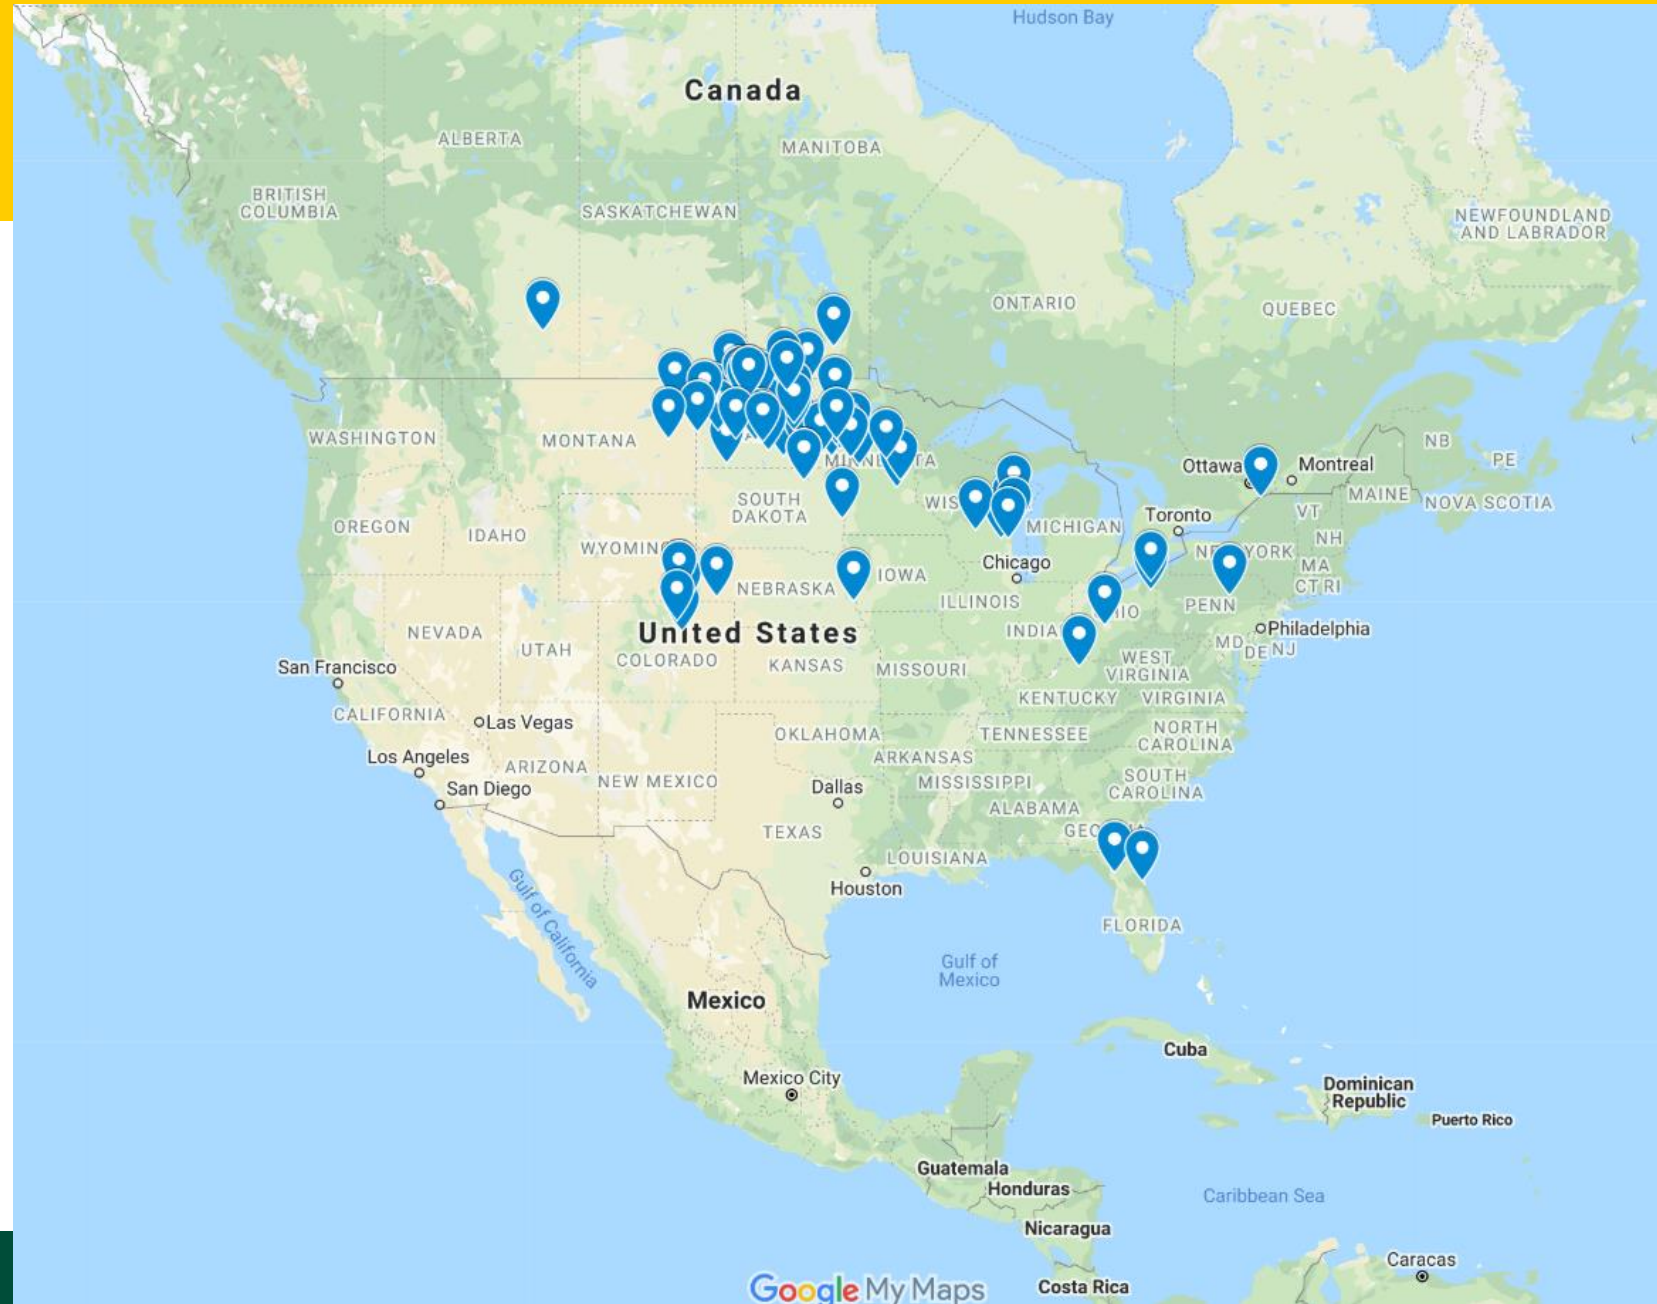 Hudson Bay
Canada
ALBERTA
MANITOBA
BRITISH
COLUMBIA
SASKATCHEWAN
NEWFOUNDLAND
AND LABRADOR
ONTARIO
QUEBEC
WASHINGTON
MONTANA
NB
MINN
TA
PE
Ottawa
Montreal
MAINE
NOVA SCOTIA
SOUTH
DAKOTA
WIS
VT
Toronto
OREGON
IDAHO
MICHIGAN
NH
WYOMING
NE
YORK
Chicago
MA
IOWA
NEBRASKA
CT
RI
ILLINOIS
PENN
IO
United States
NEVADA
INDIA
Philadelphia
UTAH
MD
DE
NJ
COLORADO
KANSAS
MISSOURI
WEST
VIRGINIA
San Francisco
KENTUCKY
VIRGINIA
CALIFORNIA
Las Vegas
OKLAHOMA
TENNESSEE
NORTH
CAROLINA
Los Angeles
ARIZONA
NEW MEXICO
ARKANSAS
San Diego
Dallas
MISSISSIPPI
SOUTH
CAROLINA
ALABAMA
TEXAS
GEO
LOUISIANA
Houston
Gulf of California
FLORIDA
Gulf of
Mexico
Mexico
Cuba
Mexico City
Dominican
Republic
Puerto Rico
Guatemala
Honduras
Caribbean Sea
Nicaragua
Caracas
Google My Maps
Costa Rica